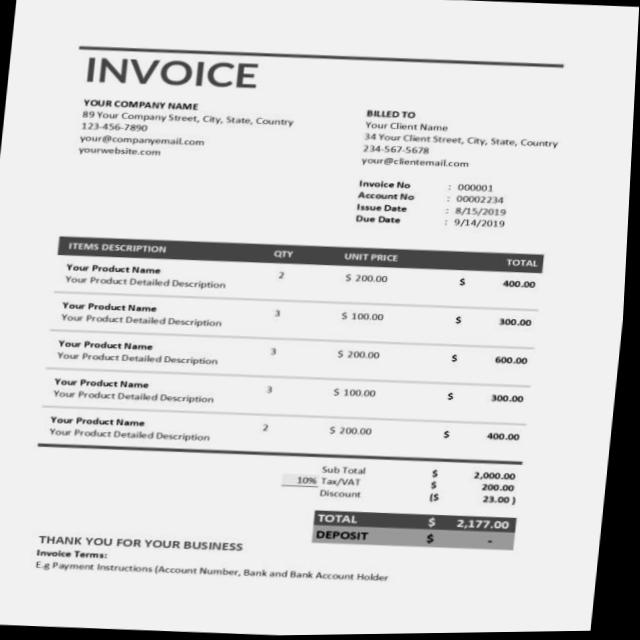 INVOICE
YOUR COMPANY NAME
89 Your Company Street, City, State, Country
123-456-7890
your@companyemail.com
yourwebsite.com
BILLED TO
Your Client Name
34 Your Client Street, City, State, Country
234-567-5678
your@clientemail.com
Invoice No : 000001
Account No : 00002234
Issue Date : 8/15/2019
Due Date : 9/14/2019
ITEMS DESCRIPTION QTY UNIT PRICE TOTAL
Your Product Name
Your Product Detailed Description 2 $ 200.00 $ 400.00
Your Product Name
Your Product Detailed Description 3 $ 100.00 $ 300.00
Your Product Name
Your Product Detailed Description 3 $ 200.00 $ 600.00
Your Product Name
Your Product Detailed Description 3 $ 100.00 $ 300.00
Your Product Name
Your Product Detailed Description 2 $ 200.00 $ 400.00
Sub Total $ 2,000.00
10% Tax/VAT $ 200.00
Discount ($ 23.00 )
TOTAL $ 2,177.00
DEPOSIT $ -
THANK YOU FOR YOUR BUSINESS
Invoice Terms:
E.g Payment Instructions (Account Number, Bank and Bank Account Holder